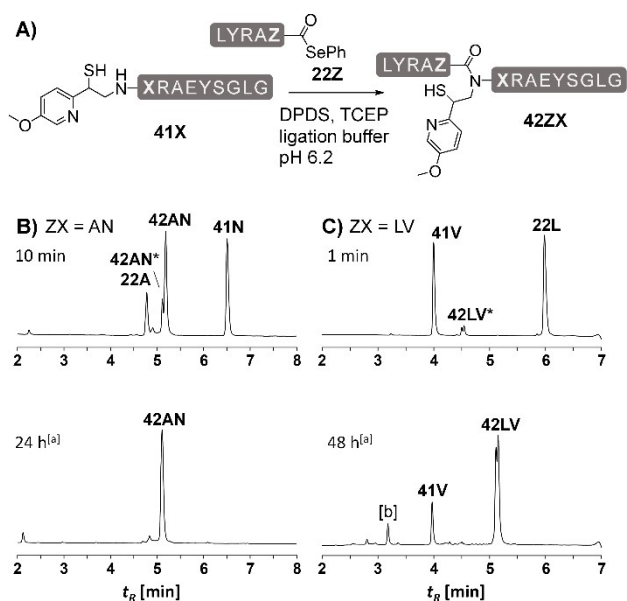 A)
LYRAZ
O
SePh
22Z
SH
H
N
XRAEYSGLG
N
O
41X
DPDS, TCEP
ligation buffer
pH 6.2
LYRAZ
O
N
XRAEYSGLG
HS
N
O
42ZX
B) ZX = AN
10 min
42AN
41N
42AN*
22A
2 3 4 5 6 7 8
C) ZX = LV
1 min
41V
22L
42LV*
2 3 4 5 6 7
24 h[a]
42AN
2 3 4 5 6 7 8
tR [min]
48 h[a]
42LV
41V
[b]
2 3 4 5 6 7
tR [min]